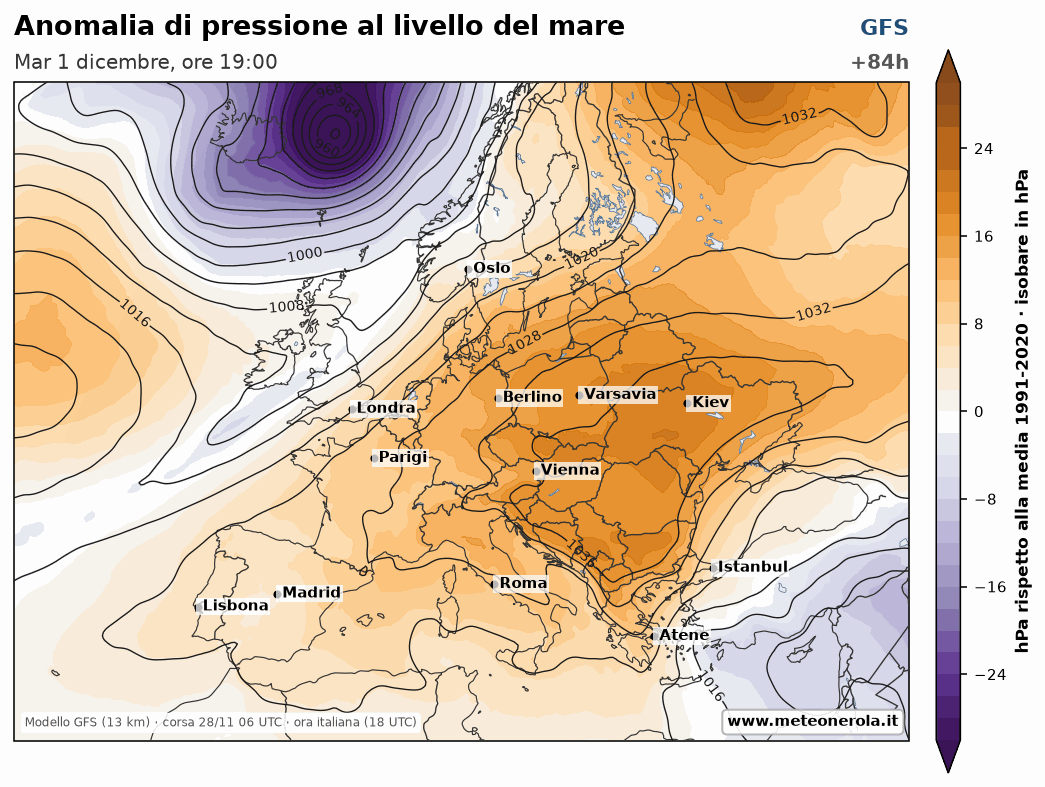 Anomalia di pressione al livello del mare
GFS
Mar 1 dicembre, ore 19:00
+84h
968
964
960
1032
1000
1020
Oslo
1008
1016
1032
1028
Berlino
Varsavia
Kiev
Londra
Parigi
Vienna
1036
Istanbul
Roma
Madrid
Lisbona
Atene
1016
Modello GFS (13 km) · corsa 28/11 06 UTC · ora italiana (18 UTC)
www.meteonerola.it
24
16
8
0
−8
−16
−24
hPa rispetto alla media 1991-2020 · isobare in hPa